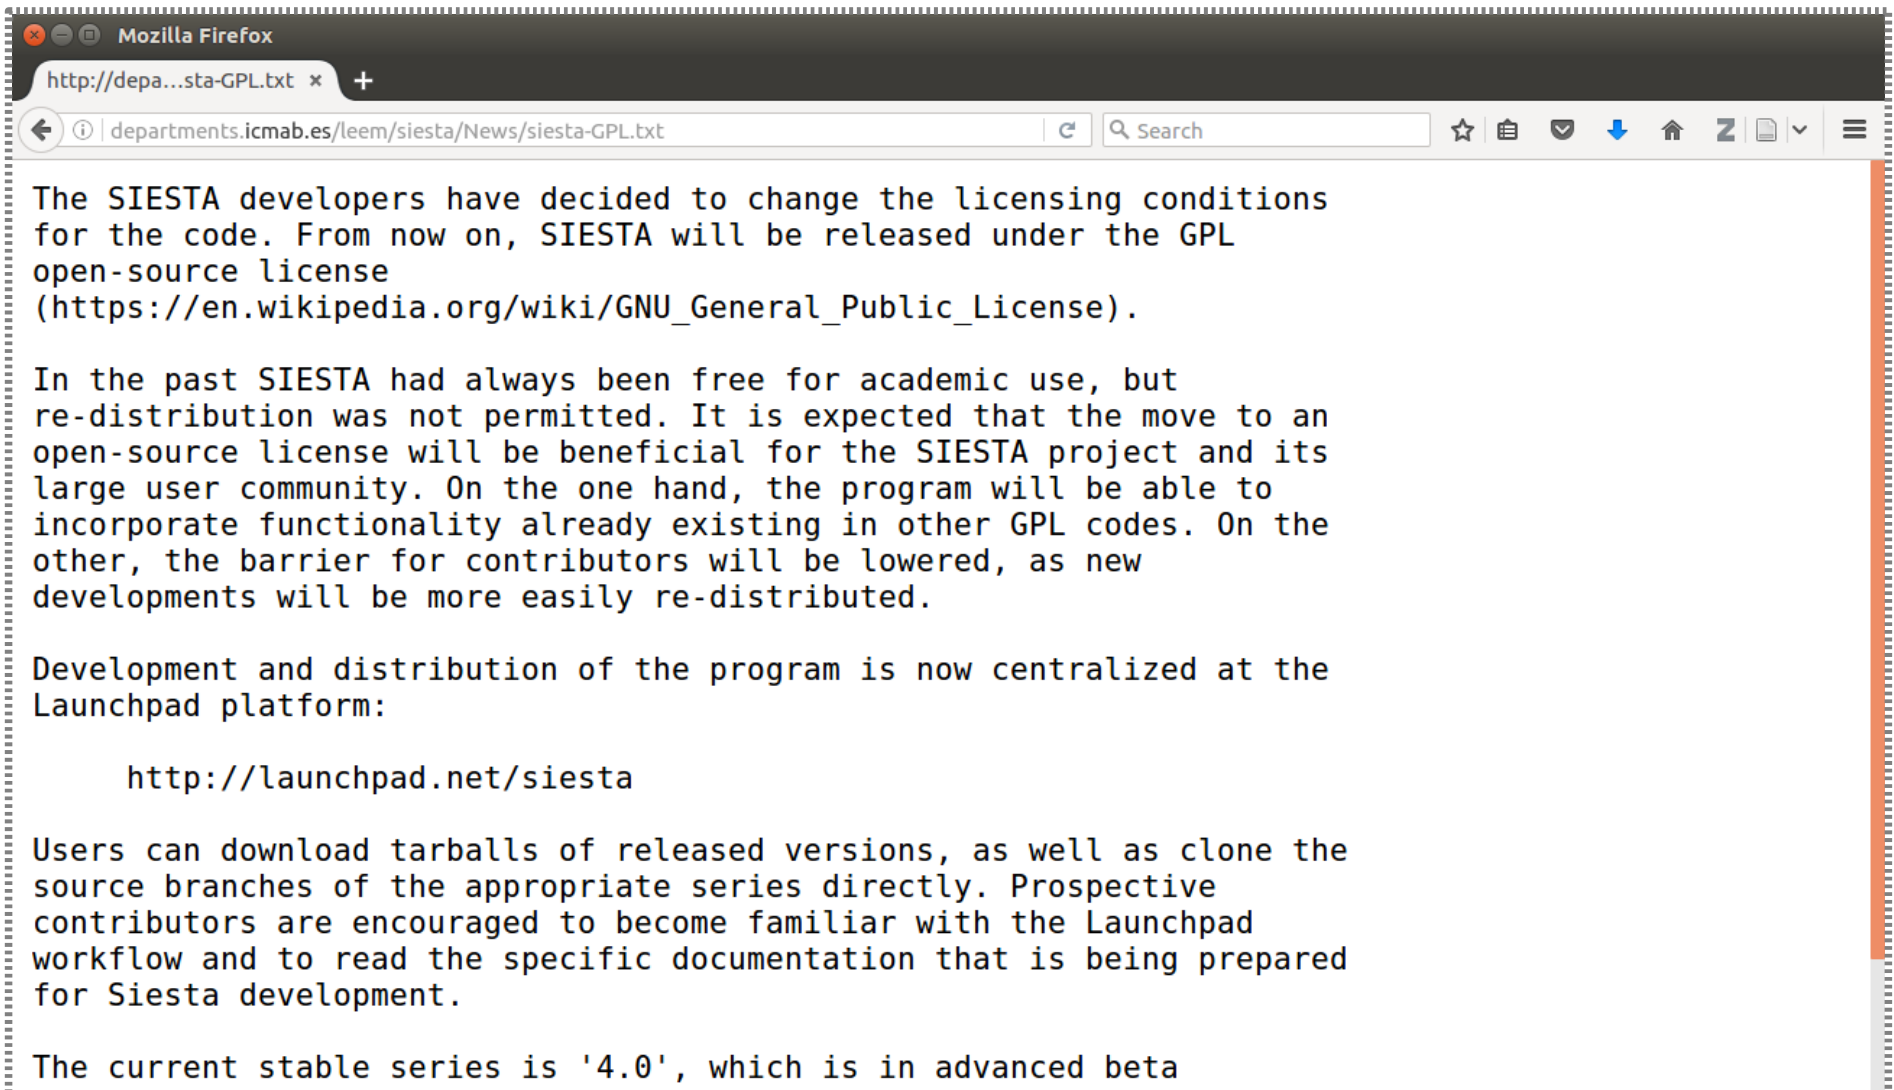 Mozilla Firefox
http://depa...sta-GPL.txt
departments.icmab.es/leem/siesta/News/siesta-GPL.txt
Search
The SIESTA developers have decided to change the licensing conditions
for the code. From now on, SIESTA will be released under the GPL
open-source license
(https://en.wikipedia.org/wiki/GNU_General_Public_License).
In the past SIESTA had always been free for academic use, but
re-distribution was not permitted. It is expected that the move to an
open-source license will be beneficial for the SIESTA project and its
large user community. On the one hand, the program will be able to
incorporate functionality already existing in other GPL codes. On the
other, the barrier for contributors will be lowered, as new
developments will be more easily re-distributed.
Development and distribution of the program is now centralized at the
Launchpad platform:
http://launchpad.net/siesta
Users can download tarballs of released versions, as well as clone the
source branches of the appropriate series directly. Prospective
contributors are encouraged to become familiar with the Launchpad
workflow and to read the specific documentation that is being prepared
for Siesta development.
The current stable series is '4.0', which is in advanced beta